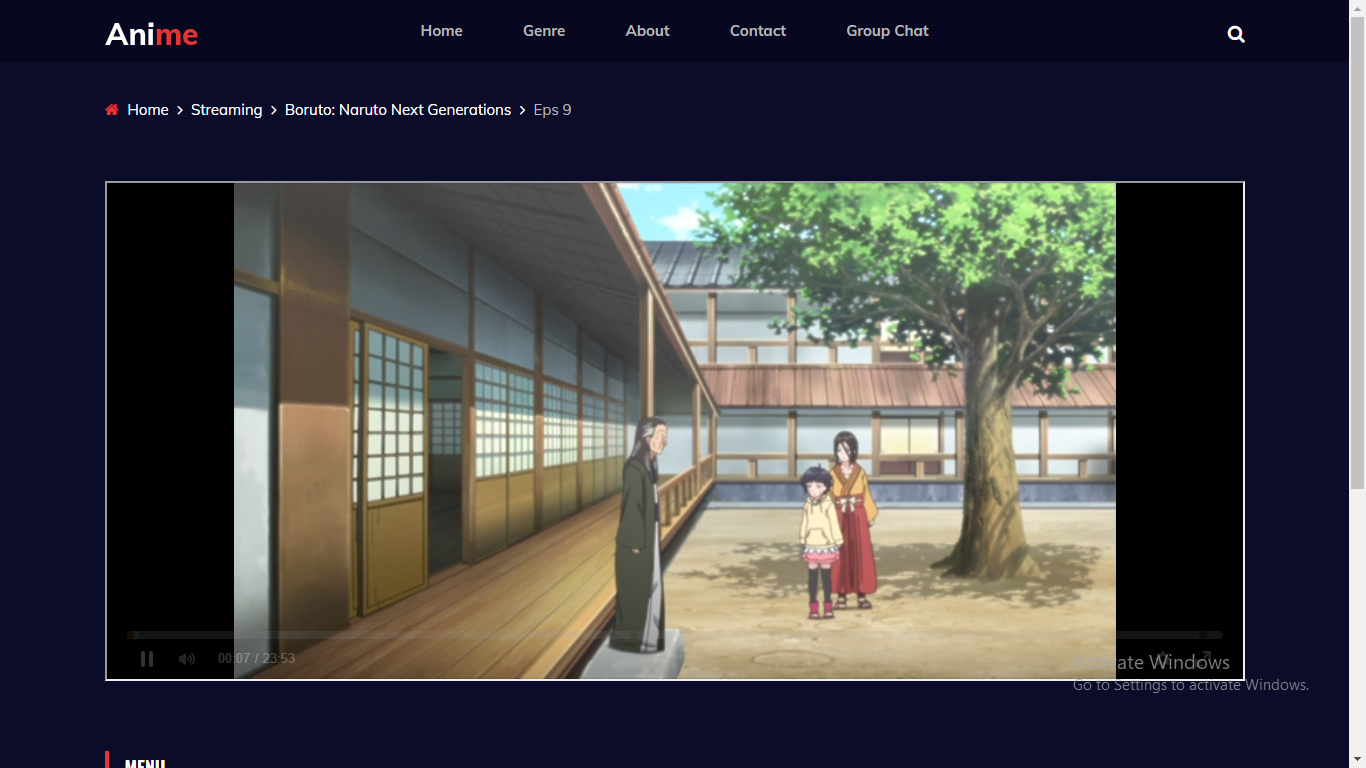 Anime
Home Genre About Contact Group Chat
Home > Streaming > Boruto: Naruto Next Generations > Eps 9
00:07 / 23:53
Activate Windows
Go to Settings to activate Windows.
MENU